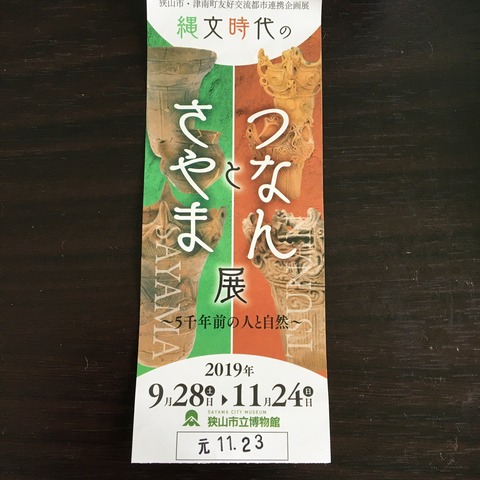 狭山市・津南町友好交流都市連携企画展
縄文時代の
つなん
と
さやま
展
TSUNAN
SAYAMA
〜5千年前の人と自然〜
2019年
9月28日土▶11月24日日
SAYAMA CITY MUSEUM
狭山市立博物館
元 11.23